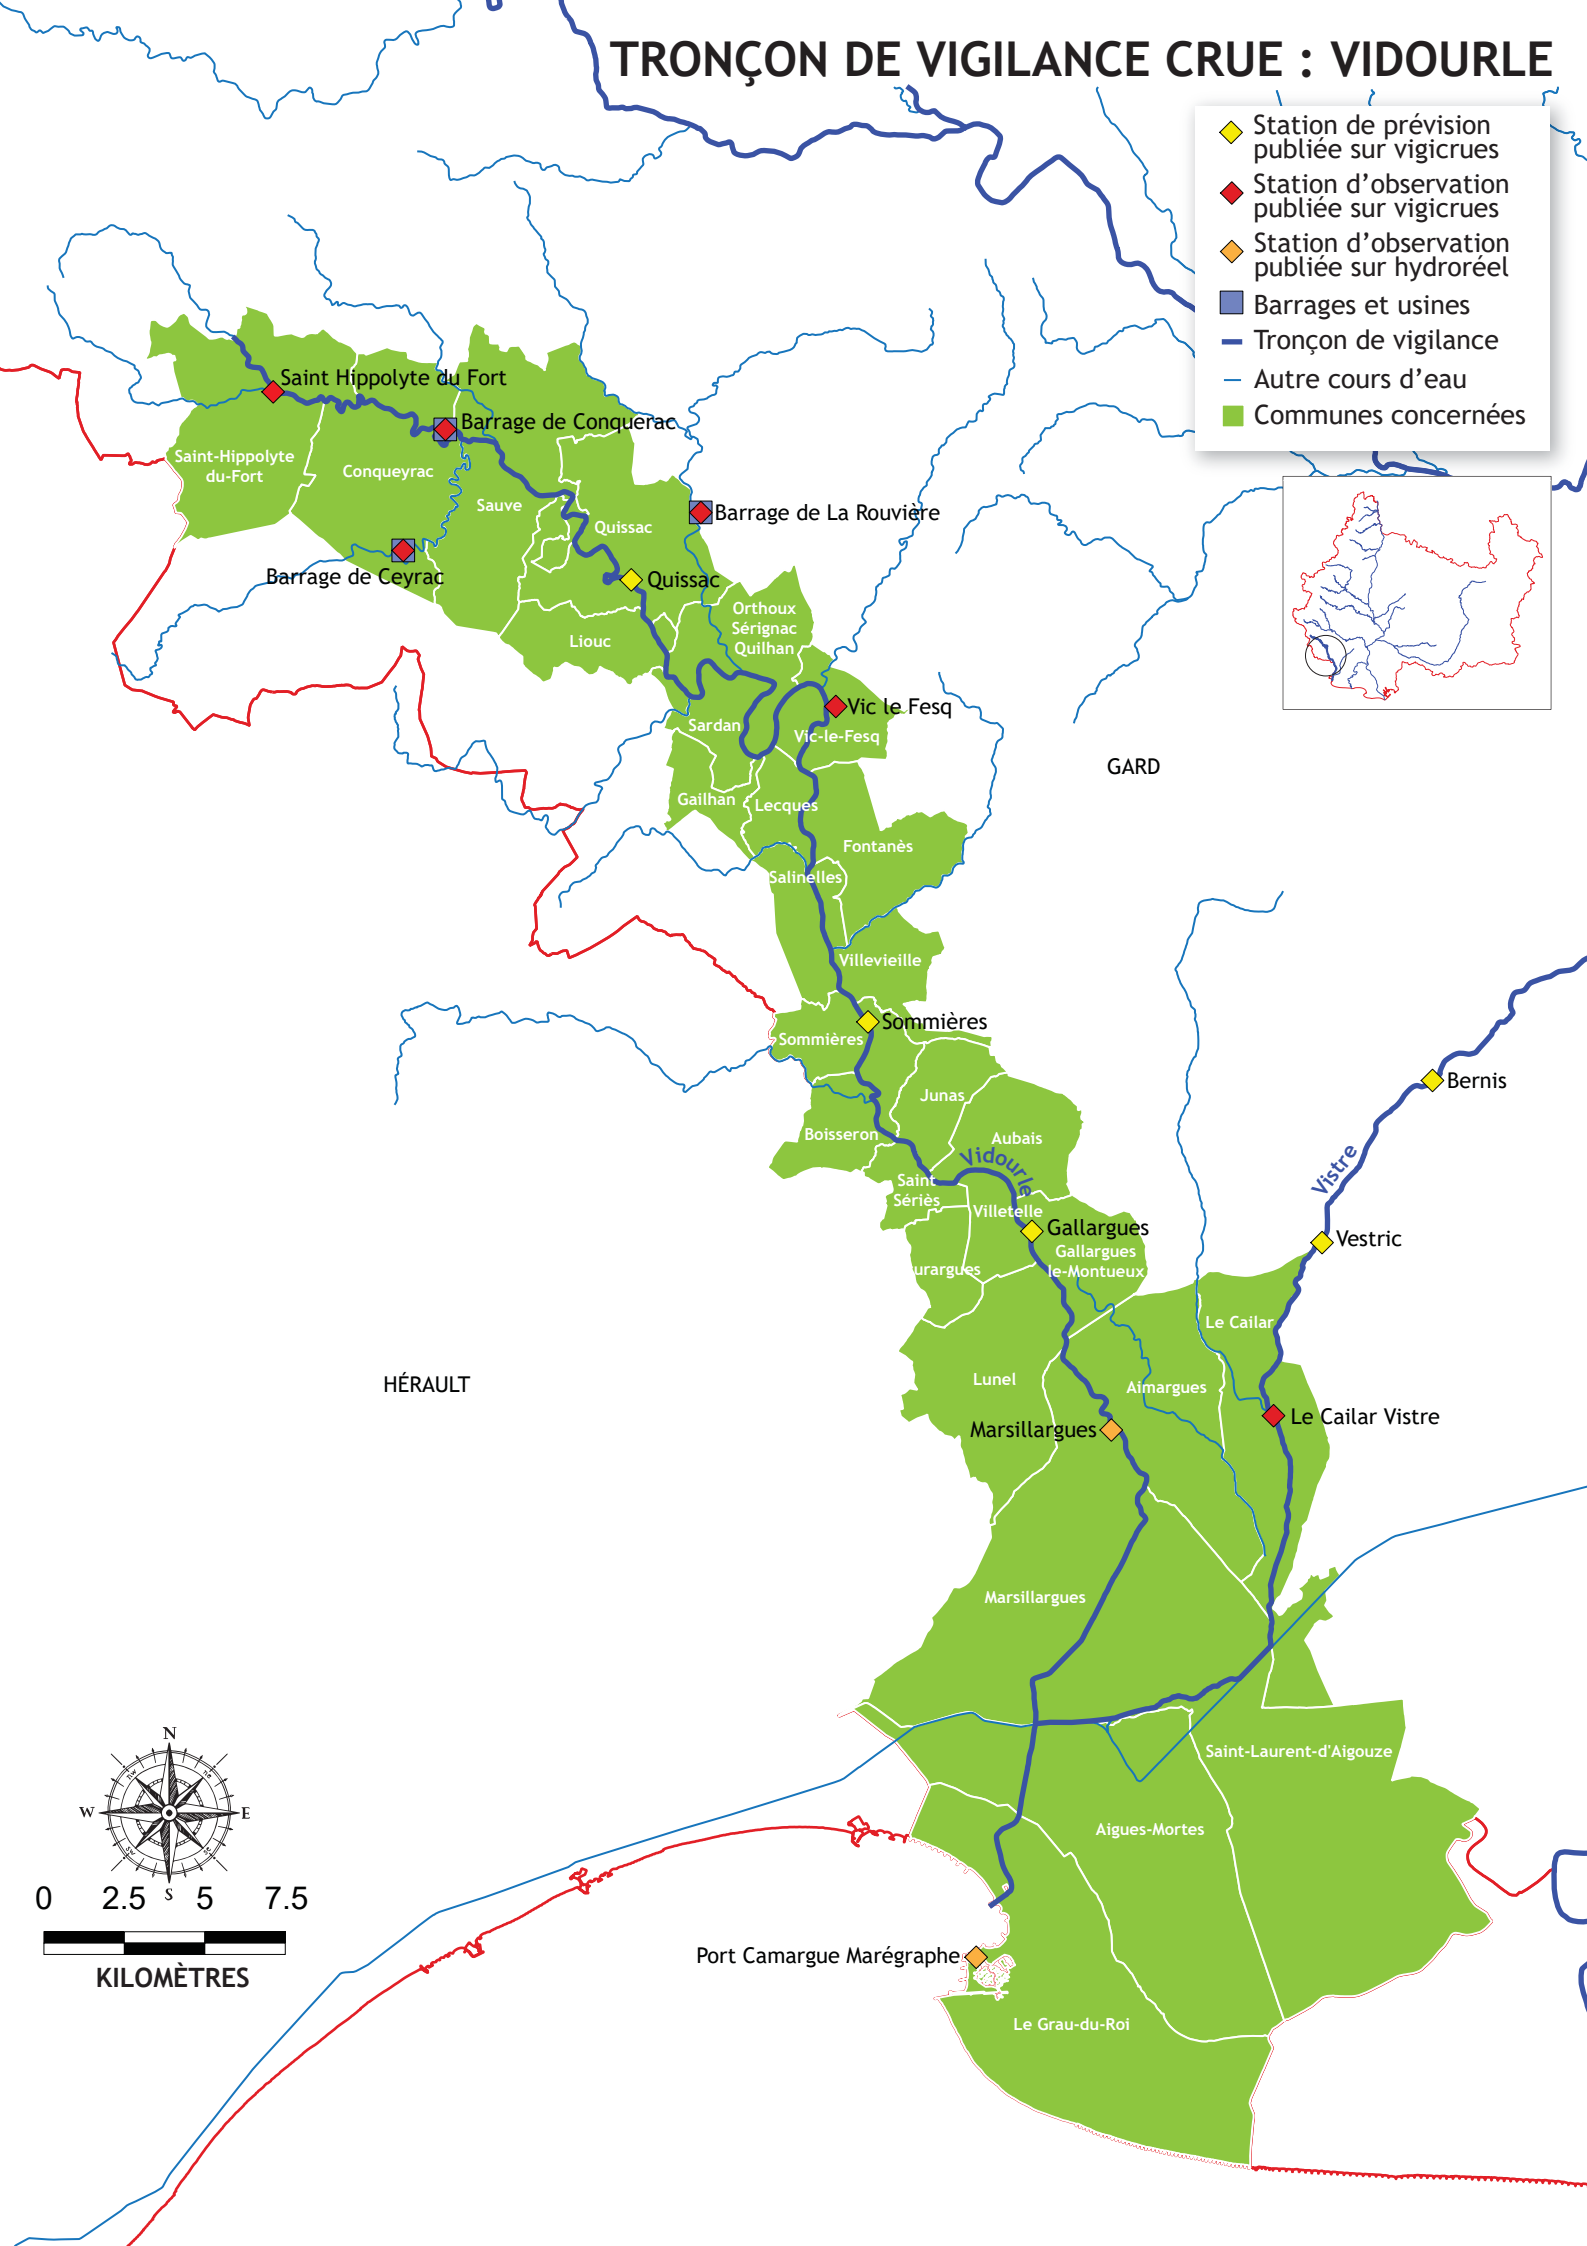 TRONÇON DE VIGILANCE CRUE : VIDOURLE
Station de prévision
publiée sur vigicrues
Station d’observation
publiée sur vigicrues
Station d’observation
publiée sur hydroréel
Barrages et usines
Tronçon de vigilance
Autre cours d’eau
Communes concernées
Saint Hippolyte du Fort
Barrage de Conquerac
Saint-Hippolyte
du-Fort
Conqueyrac
Sauve
Barrage de La Rouvière
Quissac
Barrage de Ceyrac
Quissac
Orthoux
Sérignac
Quilhan
Liouc
Vic le Fesq
Sardan
Vic-le-Fesq
GARD
Gailhan
Lecques
Fontanès
Salinelles
Villevieille
Sommières
Sommières
Bernis
Junas
Boisseron
Aubais
Vidourle
Vistre
Saint
Sériès
Villetelle
Gallargues
Vestric
Gallargues
le-Montueux
urargues
Le Cailar
HÉRAULT
Lunel
Aimargues
Le Cailar Vistre
Marsillargues
Marsillargues
Saint-Laurent-d'Aigouze
Aigues-Mortes
N
W
E
S
0 2.5 5 7.5
KILOMÈTRES
Port Camargue Marégraphe
Le Grau-du-Roi